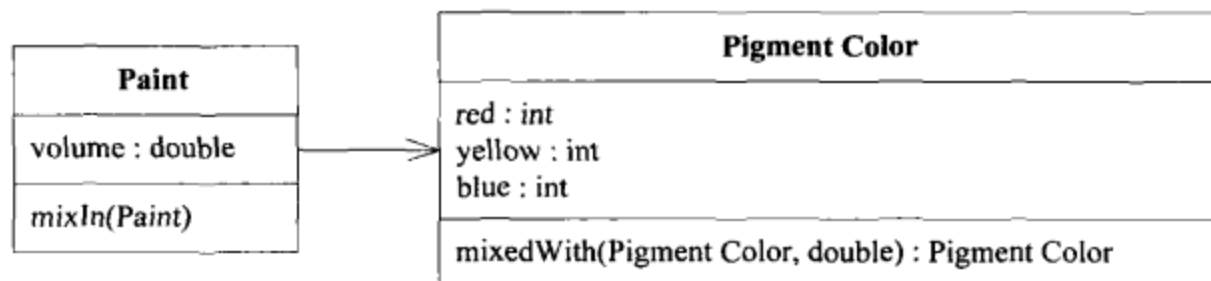 Paint
volume : double
mixIn(Paint)
Pigment Color
red : int
yellow : int
blue : int
mixedWith(Pigment Color, double) : Pigment Color